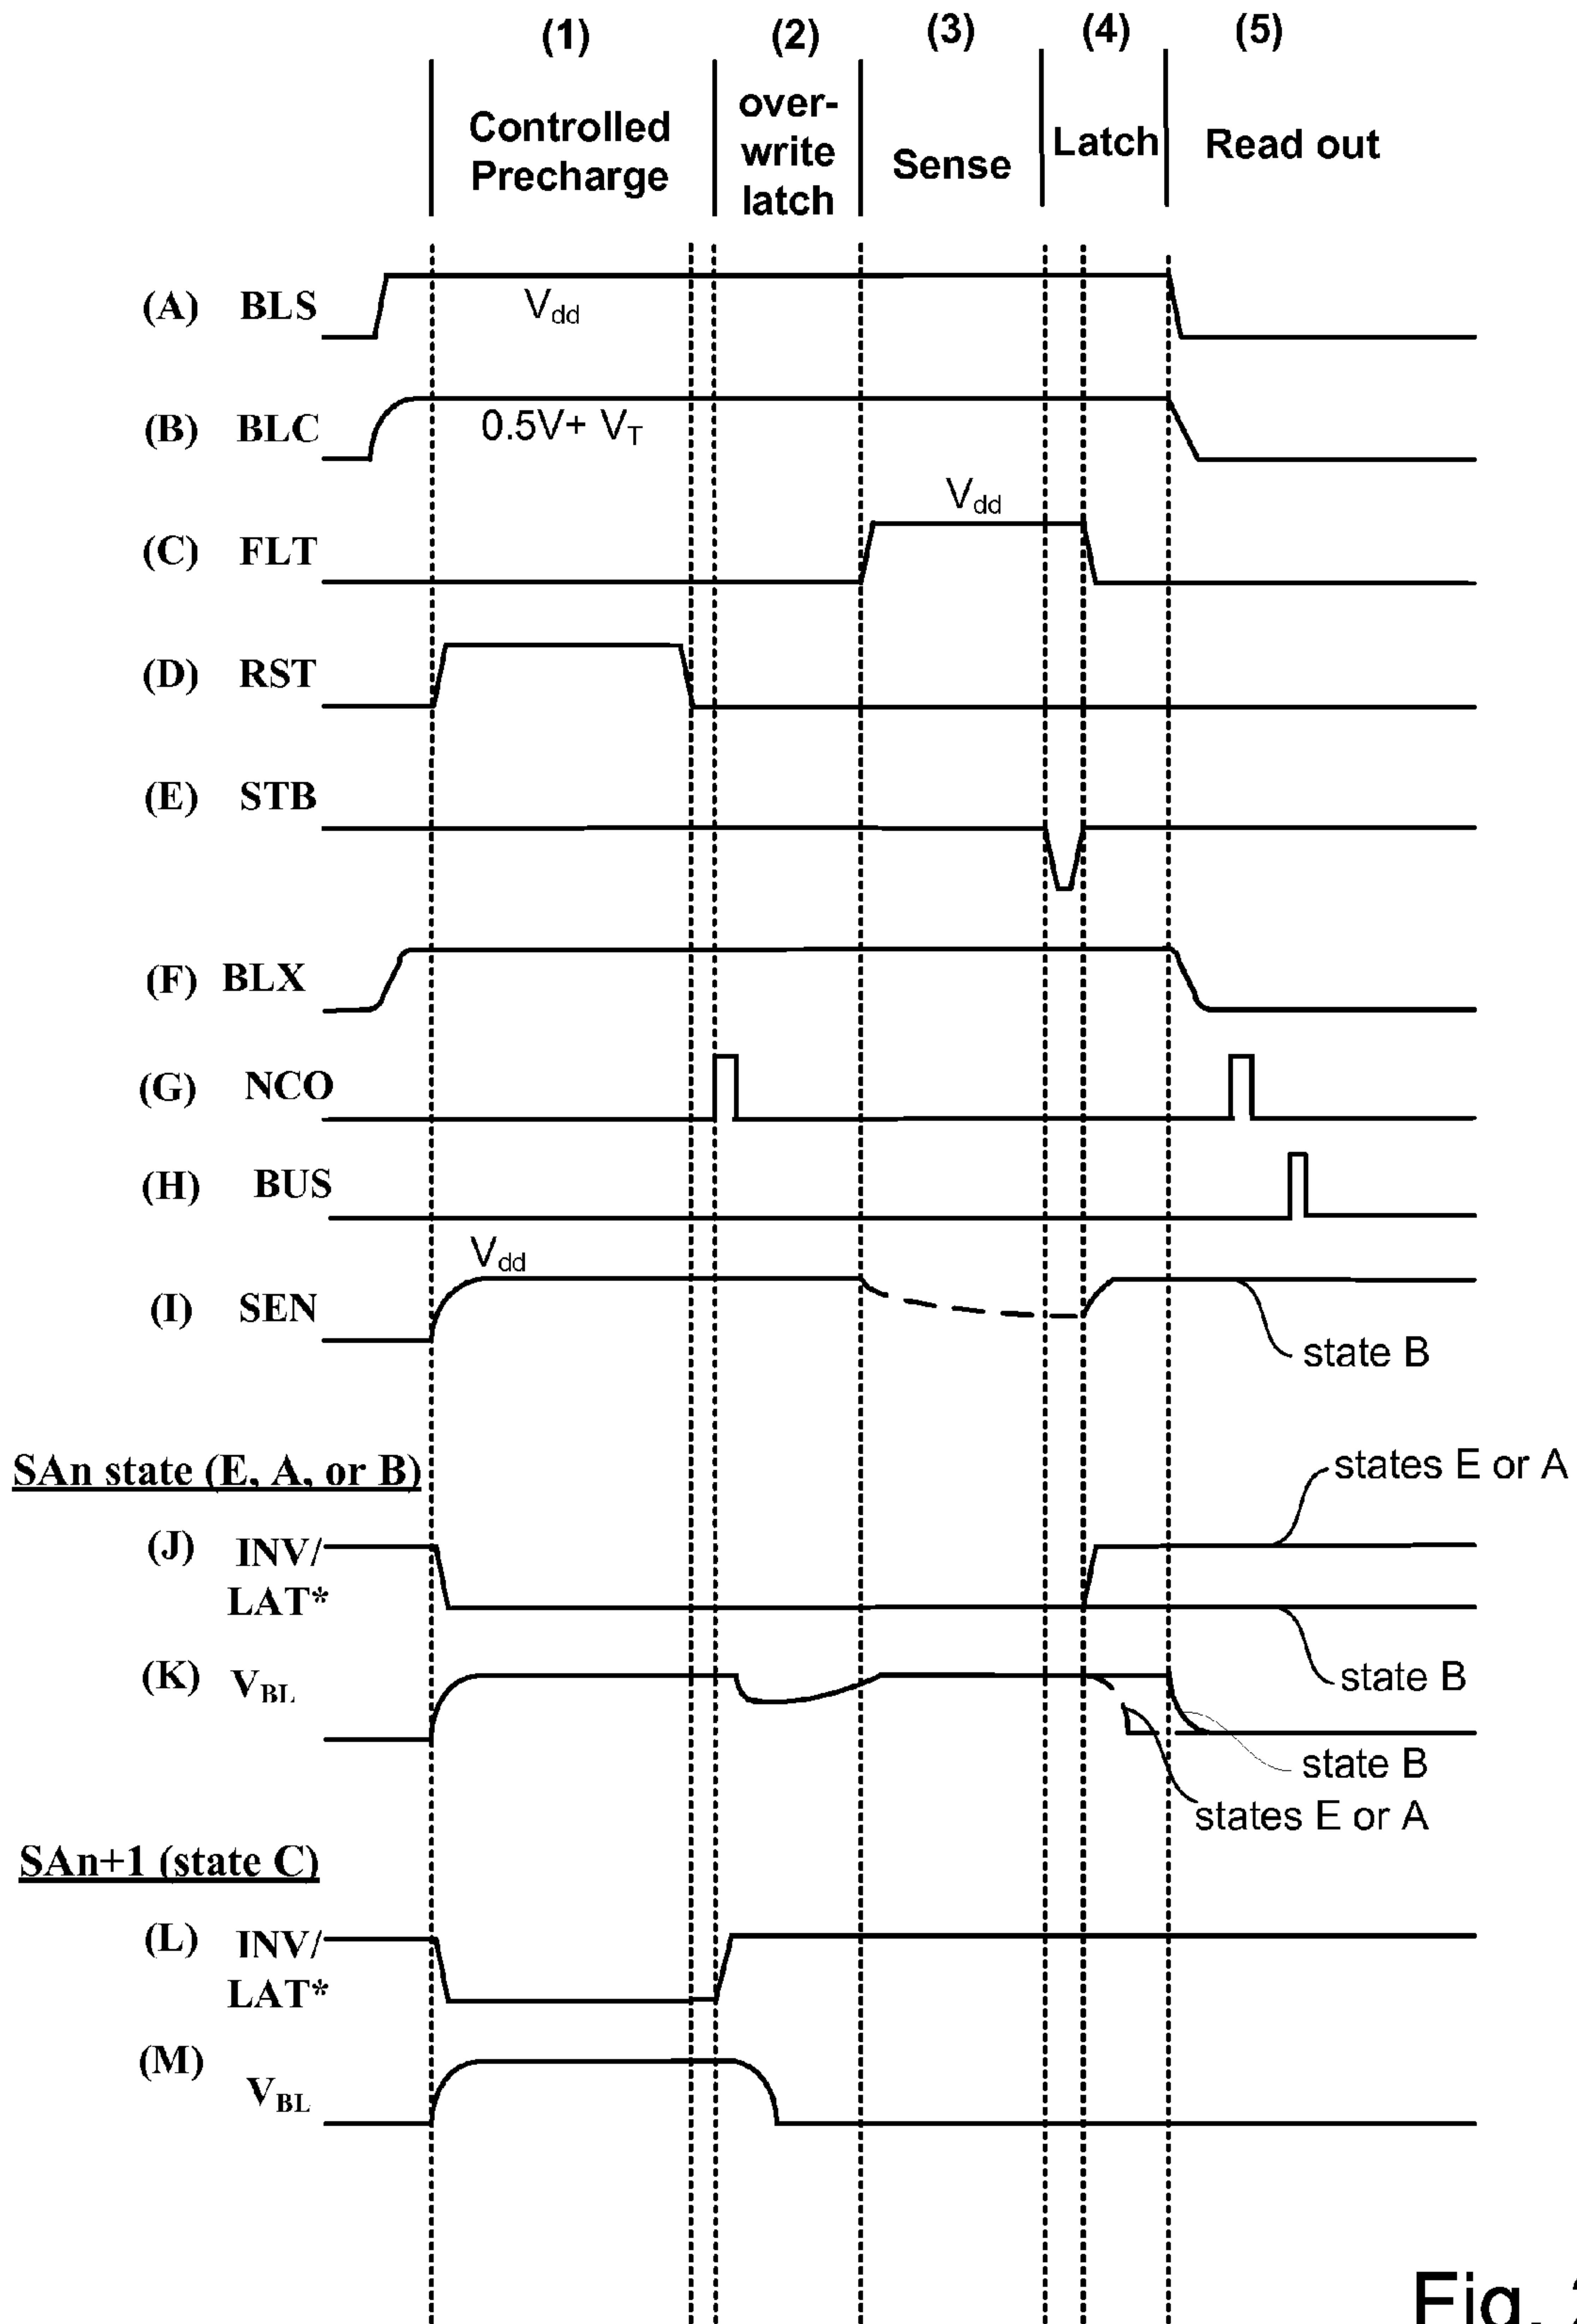 (1) (2) (3) (4) (5)
Controlled
Precharge
over-
write
latch
Sense
Latch
Read out
(A) BLS
Vdd
(B) BLC
0.5V+ VT
Vdd
(C) FLT
(D) RST
(E) STB
(F) BLX
(G) NCO
(H) BUS
Vdd
(I) SEN
state B
SAn state (E, A, or B)
states E or A
(J) INV/
LAT*
state B
(K) VBL
state B
states E or A
SAn+1 (state C)
(L) INV/
LAT*
(M)
VBL
Fig.